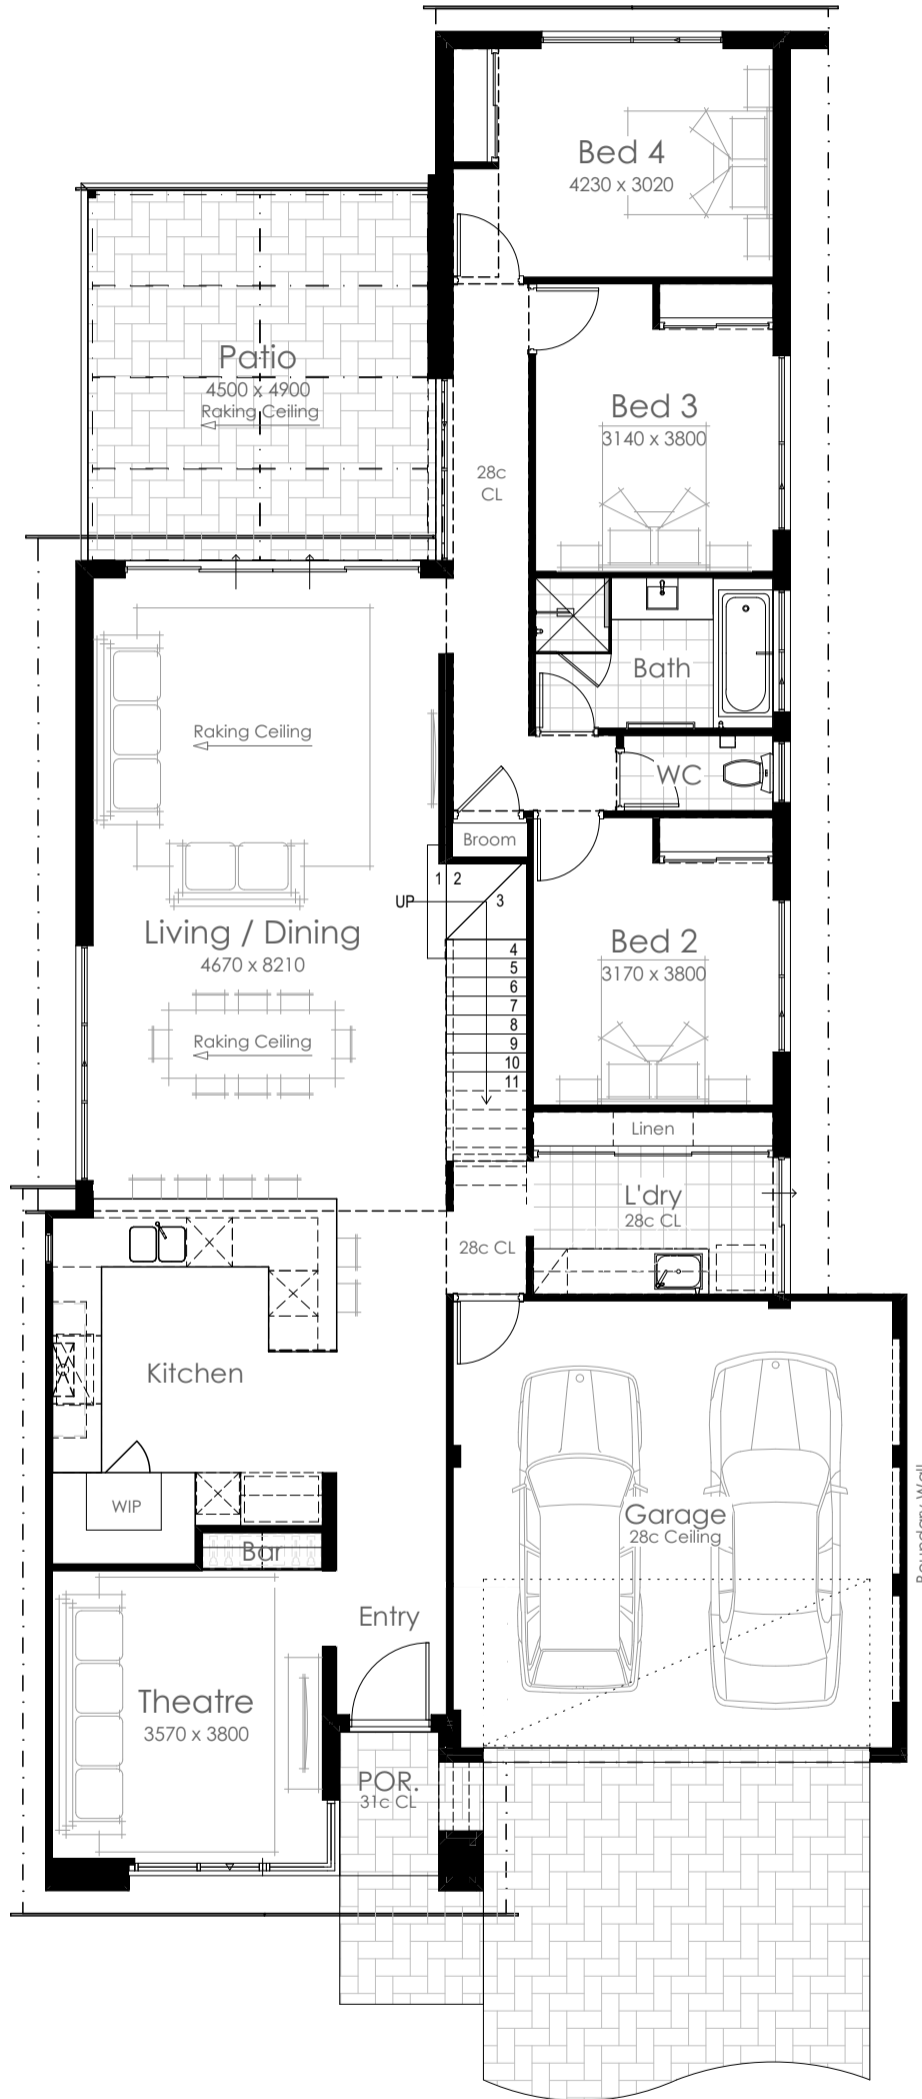 Bed 4
4230 x 3020
Patio
4500 x 4900
Raking Ceiling
Bed 3
3140 x 3800
28c
CL
Bath
Raking Ceiling
WC
Broom
1 2
UP
3
4
5
6
7
8
9
10
11
Living / Dining
4670 x 8210
Bed 2
3170 x 3800
Raking Ceiling
Linen
L'dry
28c CL
28c CL
Kitchen
WIP
Bar
Garage
28c Ceiling
Boundary Wall
Entry
Theatre
3570 x 3800
POR.
31c CL